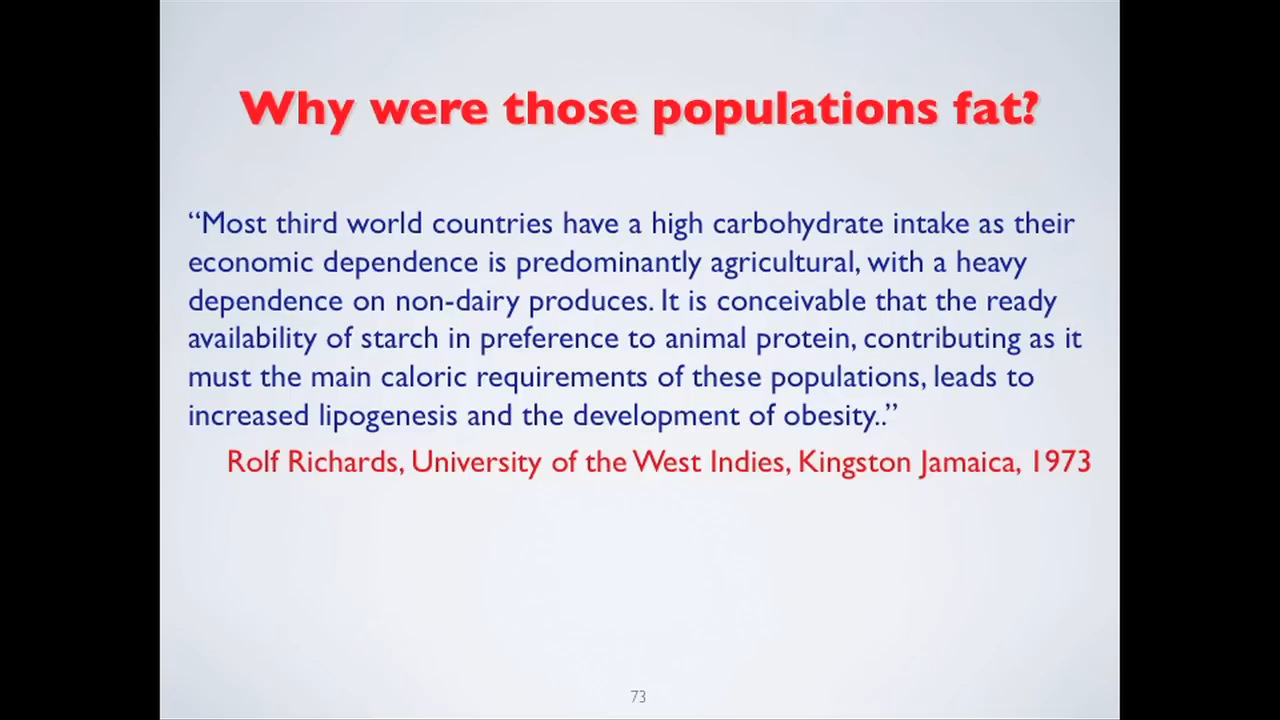 Why were those populations fat?
“Most third world countries have a high carbohydrate intake as their
economic dependence is predominantly agricultural, with a heavy
dependence on non-dairy produces. It is conceivable that the ready
availability of starch in preference to animal protein, contributing as it
must the main caloric requirements of these populations, leads to
increased lipogenesis and the development of obesity..”
Rolf Richards, University of the West Indies, Kingston Jamaica, 1973
73